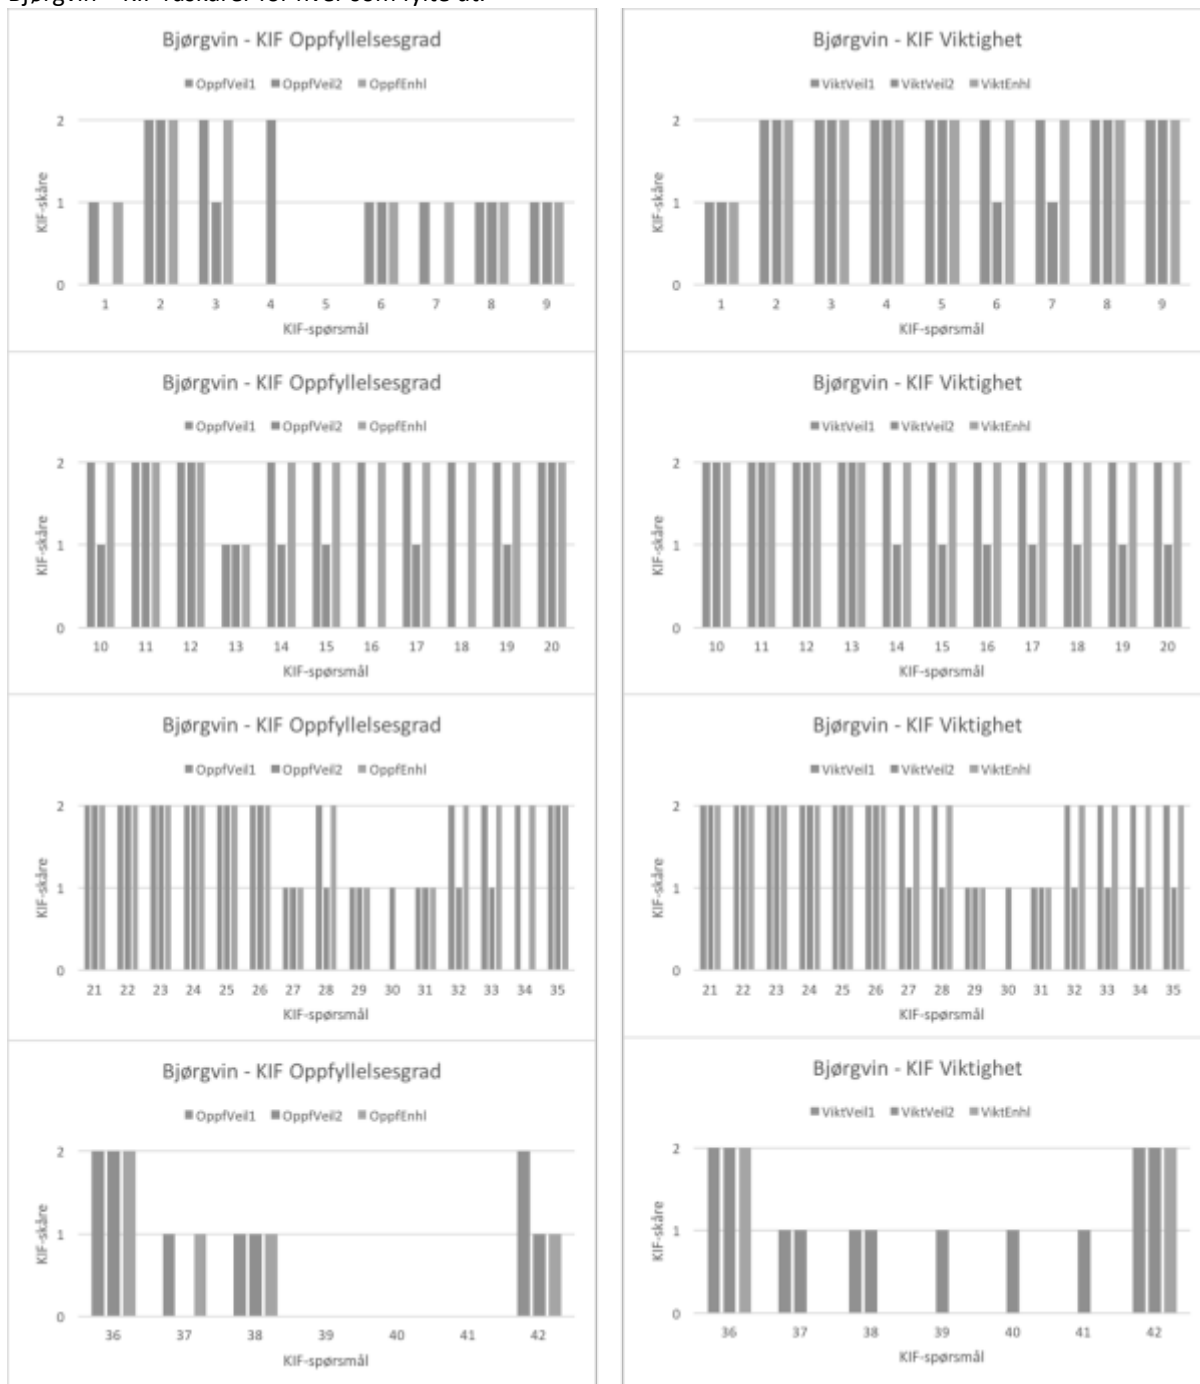 Bjørgvin - KIF Oppfyllelsesgrad
OppfVeil1 OppfVeil2 OppfEnhl
2
1
0
KIF-skåre
1 2 3 4 5 6 7 8 9
KIF-spørsmål
Bjørgvin - KIF Viktighet
ViktVeil1 ViktVeil2 ViktEnhl
2
1
0
KIF-skåre
1 2 3 4 5 6 7 8 9
KIF-spørsmål
Bjørgvin - KIF Oppfyllelsesgrad
OppfVeil1 OppfVeil2 OppfEnhl
2
1
0
KIF-skåre
10 11 12 13 14 15 16 17 18 19 20
KIF-spørsmål
Bjørgvin - KIF Viktighet
ViktVeil1 ViktVeil2 ViktEnhl
2
1
0
KIF-skåre
10 11 12 13 14 15 16 17 18 19 20
KIF-spørsmål
Bjørgvin - KIF Oppfyllelsesgrad
OppfVeil1 OppfVeil2 OppfEnhl
2
1
0
KIF-skåre
21 22 23 24 25 26 27 28 29 30 31 32 33 34 35
KIF-spørsmål
Bjørgvin - KIF Viktighet
ViktVeil1 ViktVeil2 ViktEnhl
2
1
0
KIF-skåre
21 22 23 24 25 26 27 28 29 30 31 32 33 34 35
KIF-spørsmål
Bjørgvin - KIF Oppfyllelsesgrad
OppfVeil1 OppfVeil2 OppfEnhl
2
1
0
KIF-skåre
36 37 38 39 40 41 42
KIF-spørsmål
Bjørgvin - KIF Viktighet
ViktVeil1 ViktVeil2 ViktEnhl
2
1
0
KIF-skåre
36 37 38 39 40 41 42
KIF-spørsmål